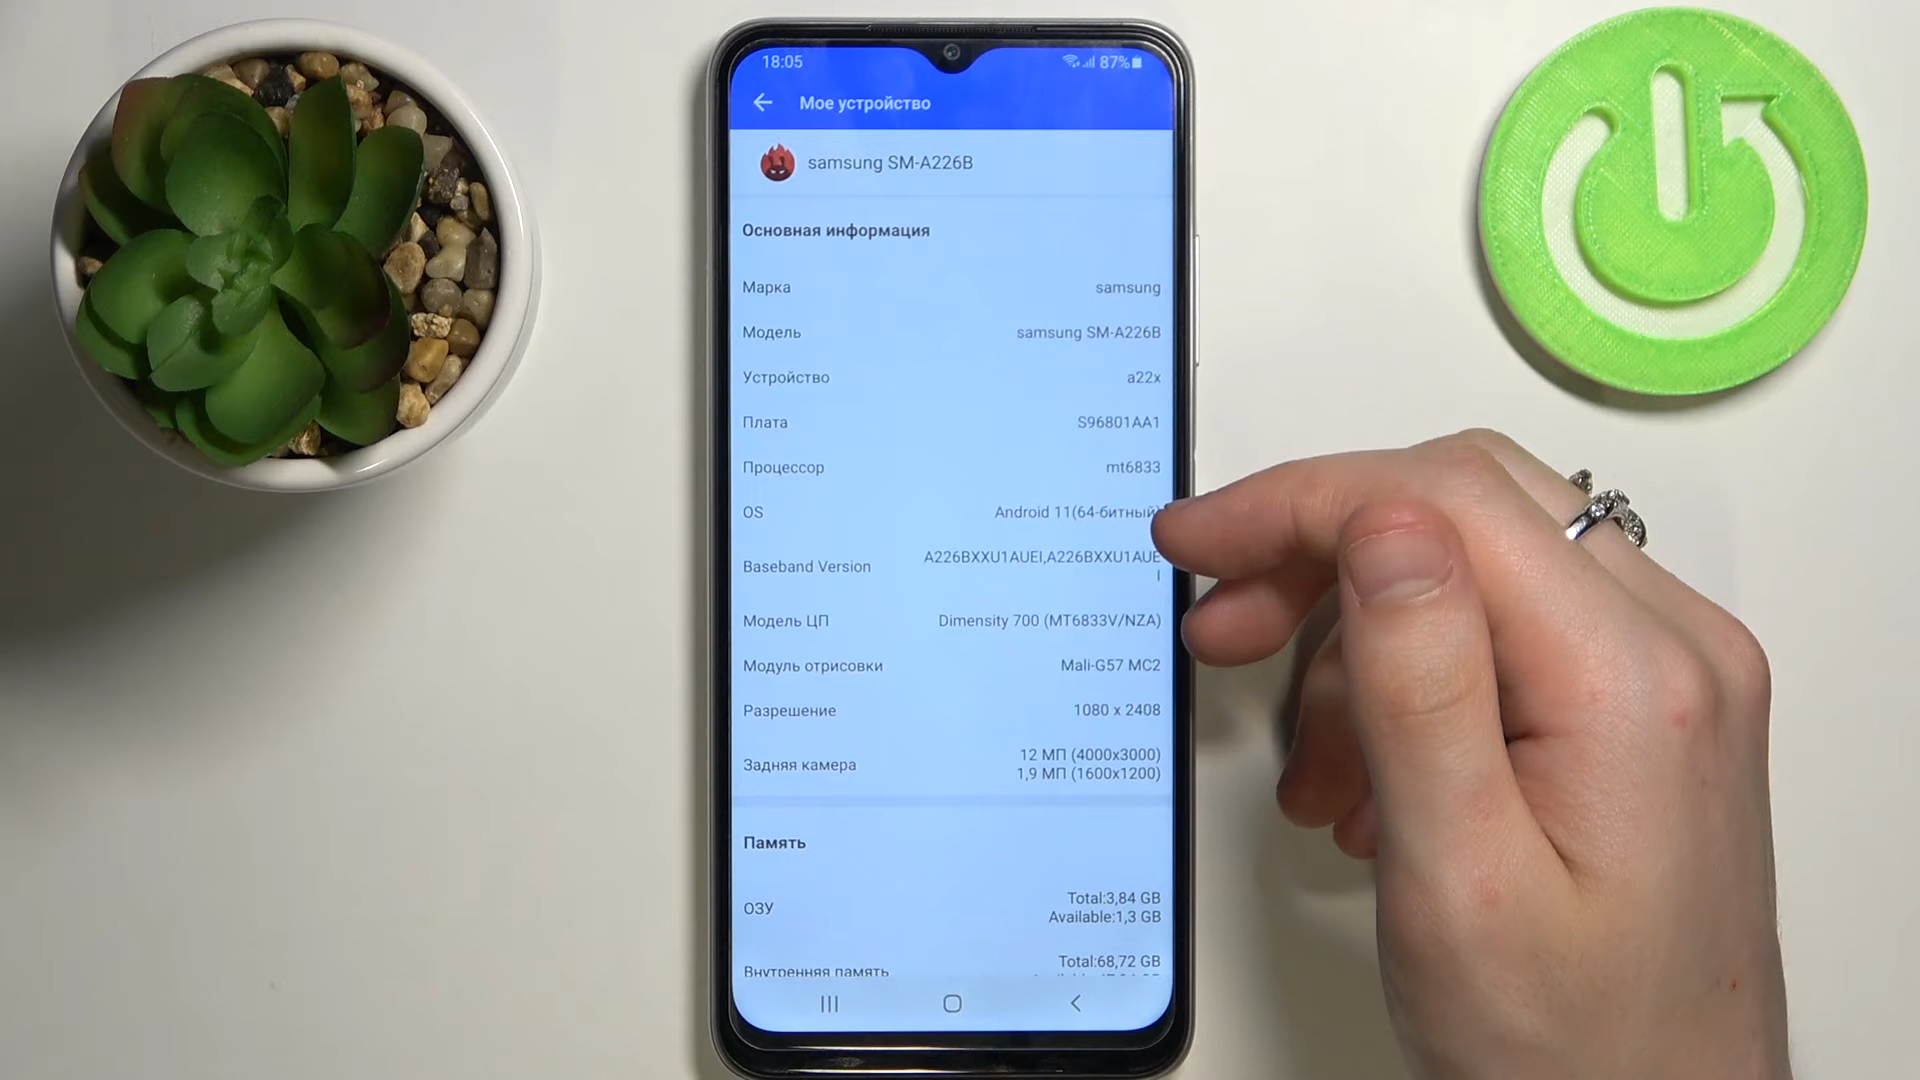 18:05
87%
Мое устройство
samsung SM-A226B
Основная информация
Марка samsung
Модель samsung SM-A226B
Устройство a22x
Плата S96801AA1
Процессор mt6833
OS Android 11(64-битный)
Baseband Version A226BXXU1AUEI,A226BXXU1AUE
I
Модель ЦП Dimensity 700 (MT6833V/NZA)
Модуль отрисовки Mali-G57 MC2
Разрешение 1080 x 2408
Задняя камера 12 МП (4000x3000)
1,9 МП (1600x1200)
Память
ОЗУ Total:3,84 GB
Available:1,3 GB
Внутренняя память Total:68,72 GB